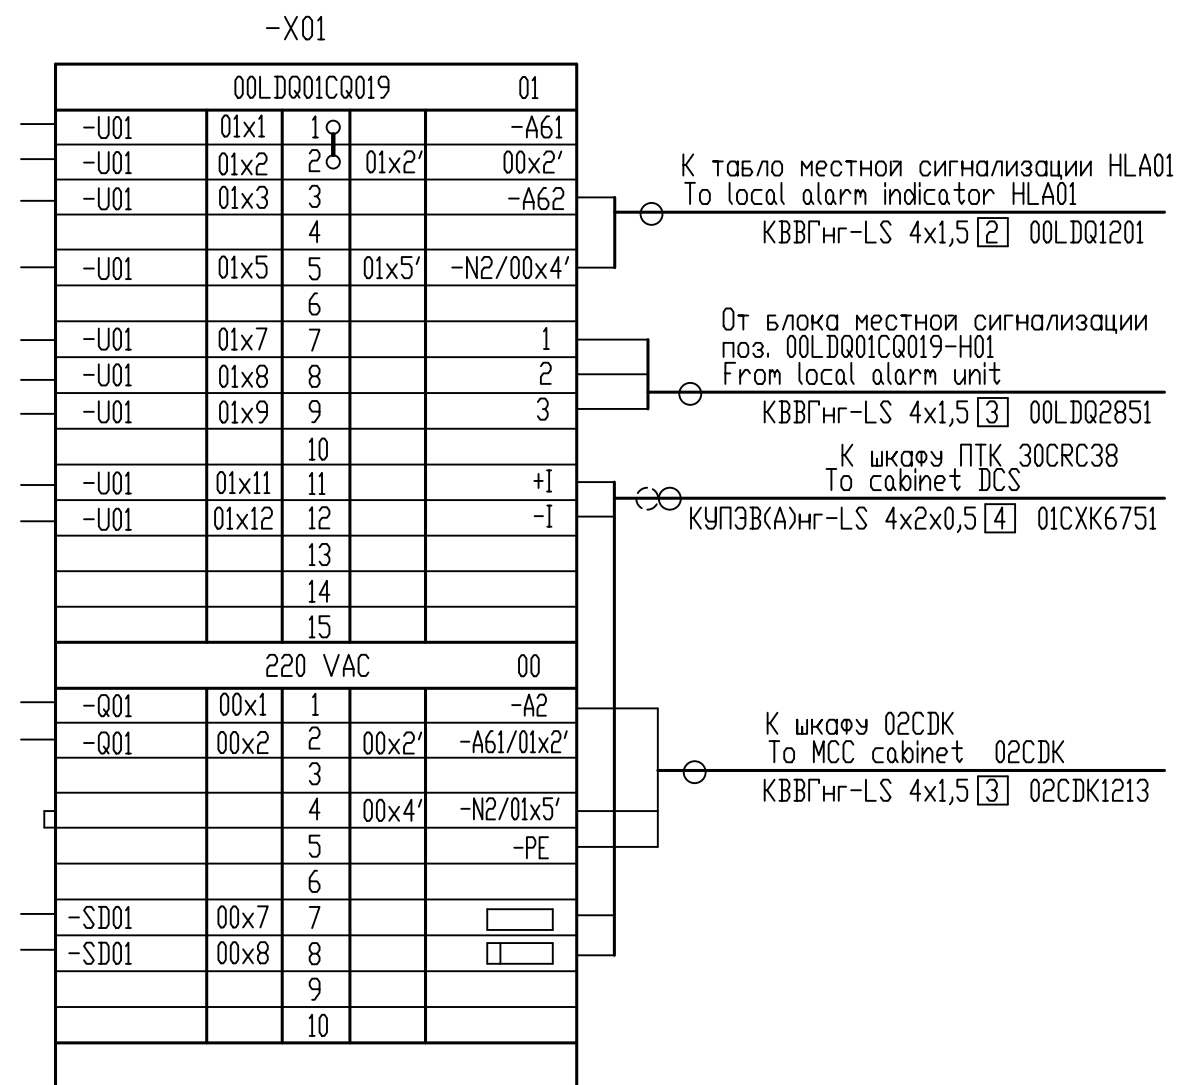 -X01
00LDQ01CQ019 01
-U01 01x1 1 -A61
-U01 01x2 2 01x2' 00x2'
-U01 01x3 3 -A62
4
-U01 01x5 5 01x5' -N2/00x4'
6
-U01 01x7 7 1
-U01 01x8 8 2
-U01 01x9 9 3
10
-U01 01x11 11 +I
-U01 01x12 12 -I
13
14
15
220 VAC 00
-Q01 00x1 1 -A2
-Q01 00x2 2 00x2' -A61/01x2'
3
4 00x4' -N2/01x5'
5 -PE
6
-SD01 00x7 7
-SD01 00x8 8
9
10
К табло местной сигнализации HLA01
To local alarm indicator HLA01
КВВГнг-LS 4x1,5 2 00LDQ1201
От блока местной сигнализации
поз. 00LDQ01CQ019-H01
From local alarm unit
КВВГнг-LS 4x1,5 3 00LDQ2851
К шкафу ПТК 30CRC38
To cabinet DCS
КУПЭВ(А)нг-LS 4x2x0,5 4 01CXK6751
К шкафу 02CDK
To MCC cabinet 02CDK
КВВГнг-LS 4x1,5 3 02CDK1213